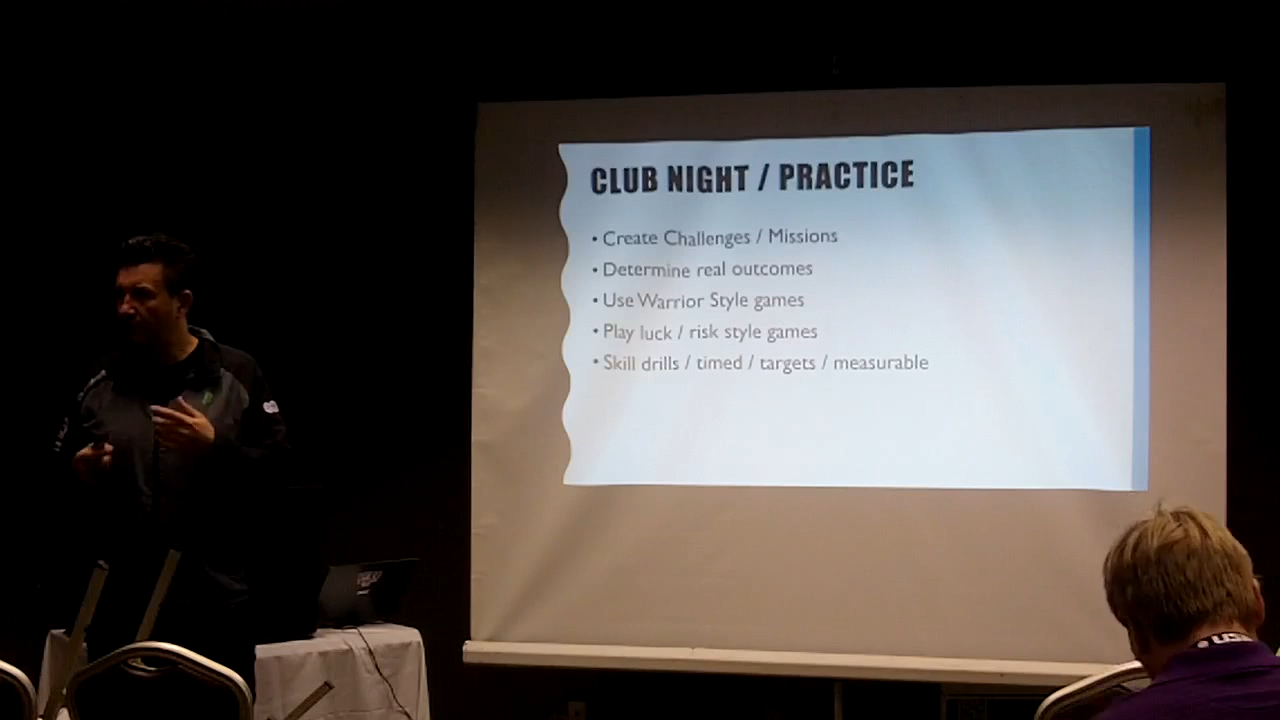 CLUB NIGHT / PRACTICE
• Create Challenges / Missions
• Determine real outcomes
• Use Warrior Style games
• Play luck / risk style games
• Skill drills / timed / targets / measurable